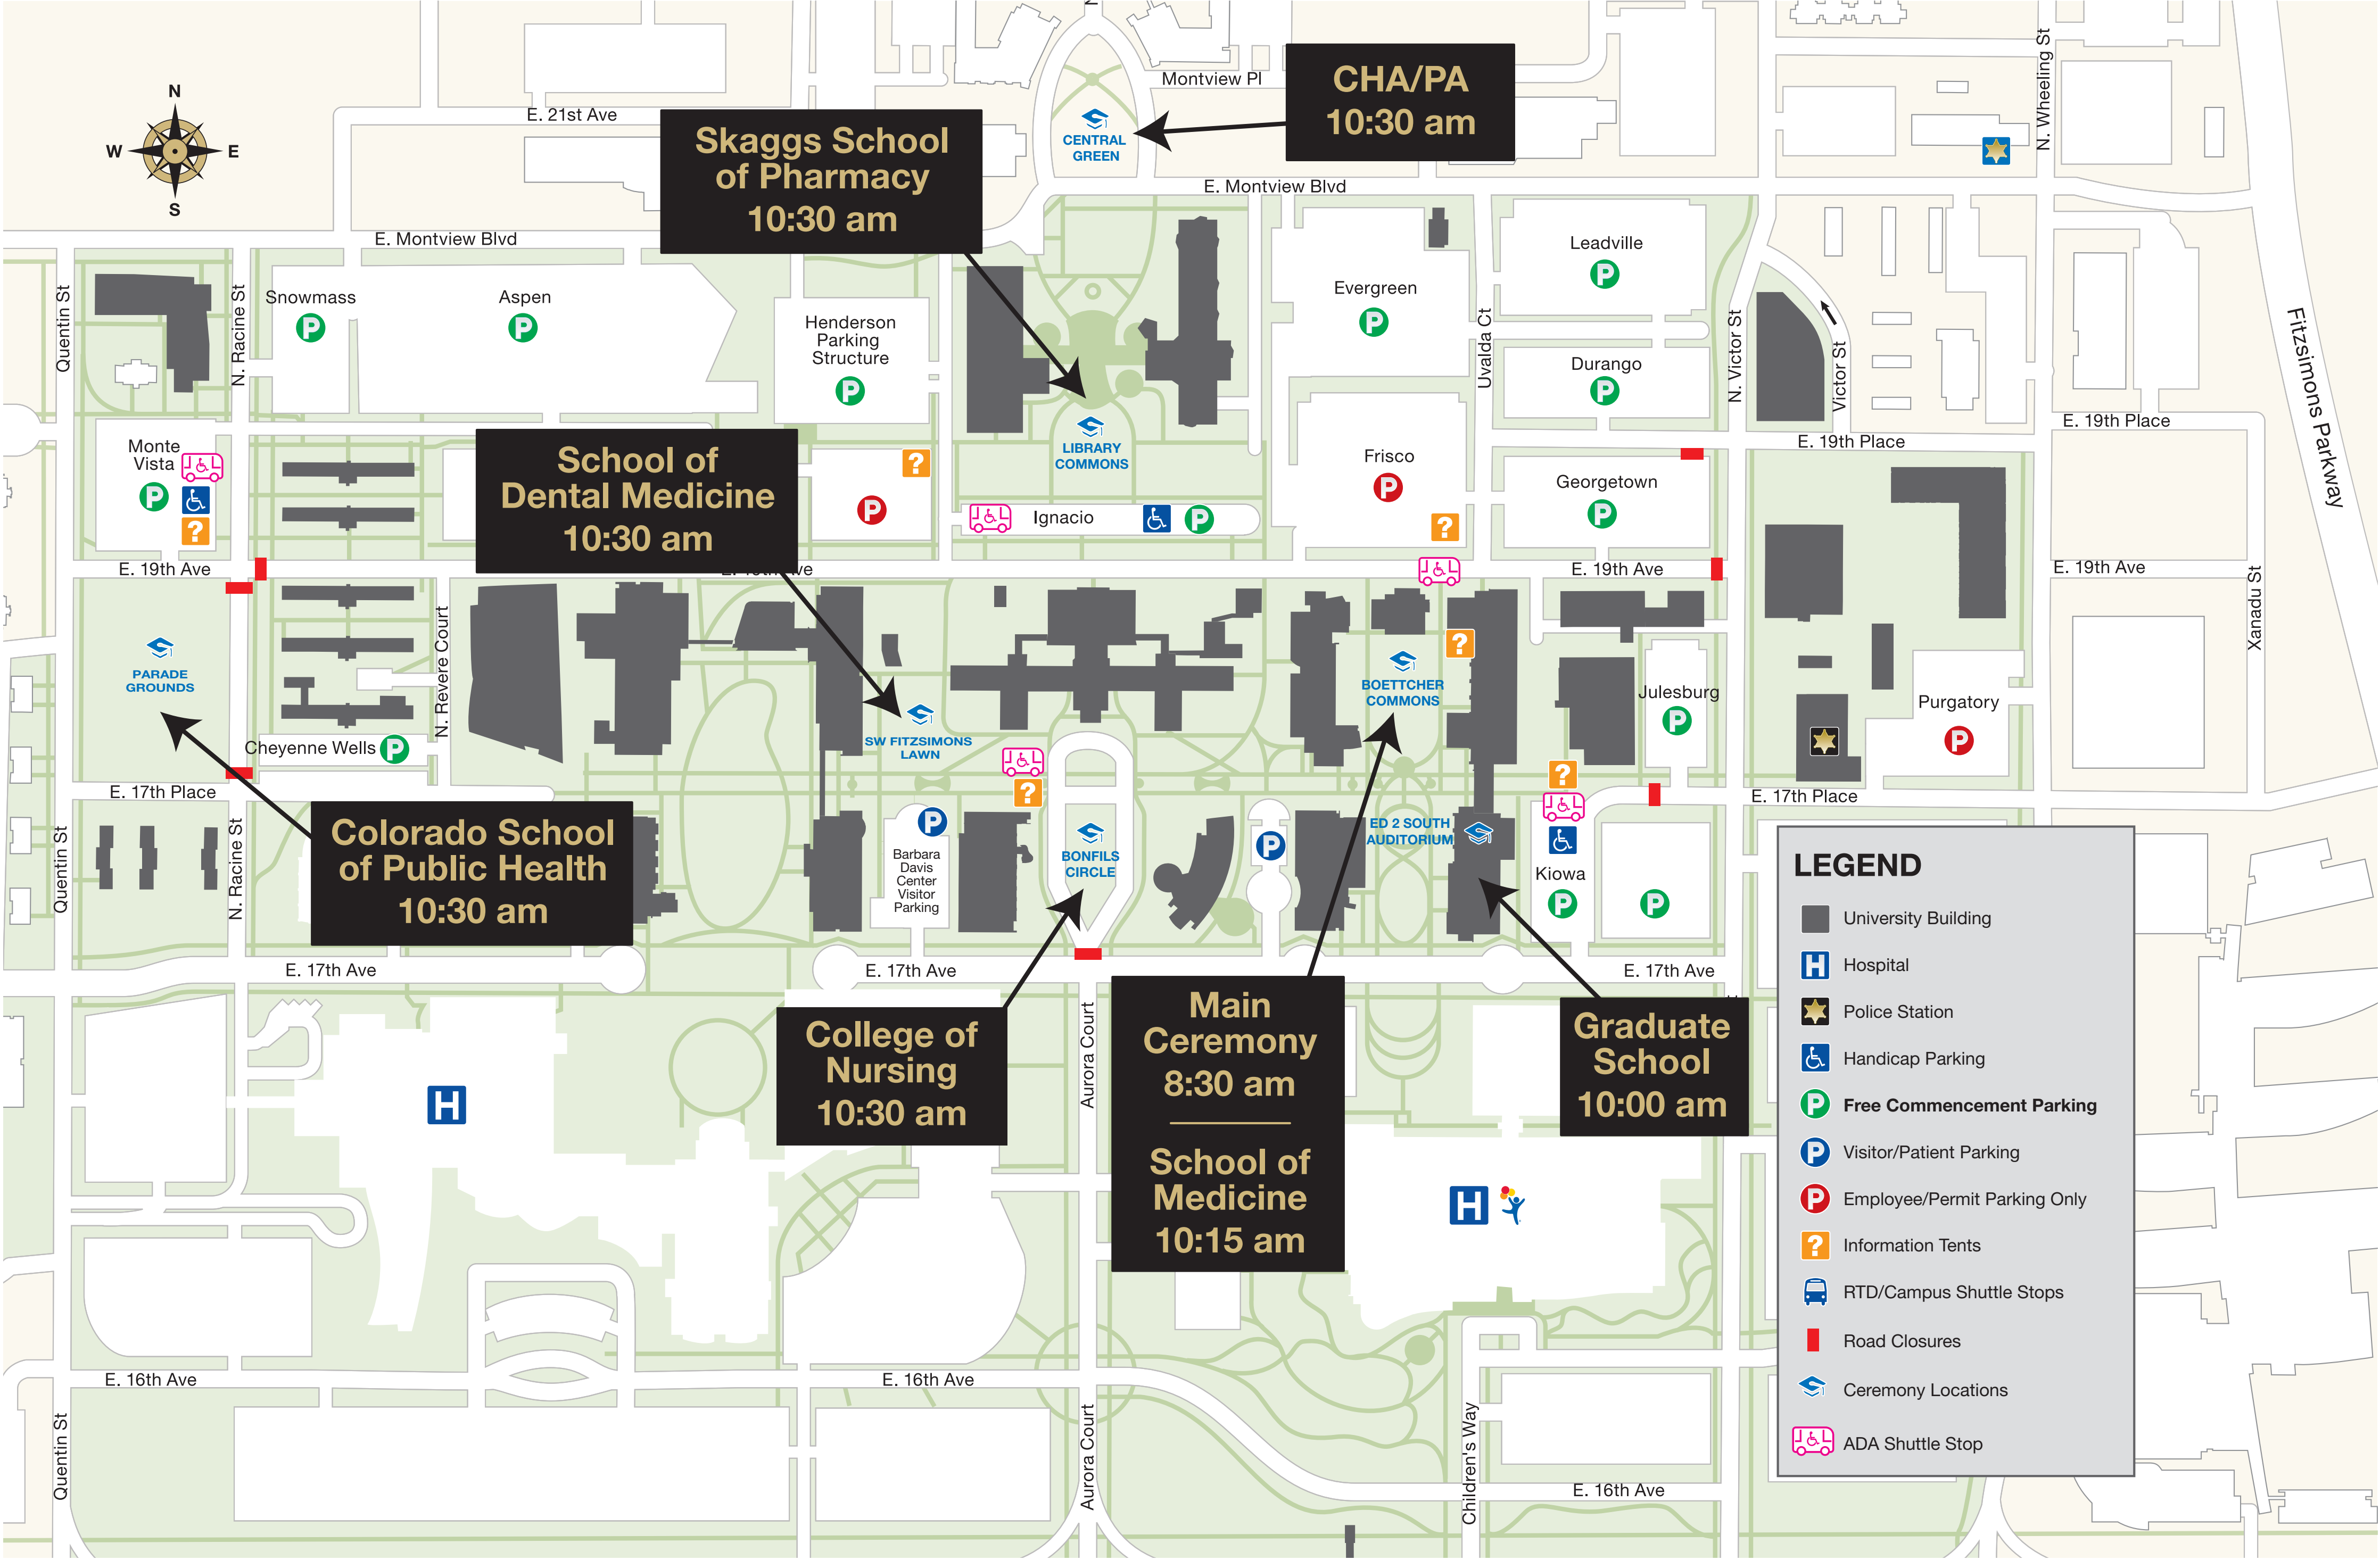 Montview Pl
CHA/PA
10:30 am
N. Wheeling St
N
W
E
S
E. 21st Ave
Skaggs School
of Pharmacy
10:30 am
CENTRAL
GREEN
E. Montview Blvd
E. Montview Blvd
Quentin St
N. Racine St
Snowmass
P
Aspen
P
Henderson
Parking
Structure
P
Evergreen
P
Uvalda Ct
Leadville
P
Durango
P
N. Victor St
Victor St
Fitzsimons Parkway
E. 19th Place
E. 19th Place
Monte
Vista
P
?
School of
Dental Medicine
10:30 am
?
P
LIBRARY
COMMONS
Ignacio
P
Frisco
P
?
Georgetown
P
E. 19th Ave
E. 19th Ave
E. 19th Ave
Xanadu St
PARADE
GROUNDS
N. Revere Court
Cheyenne Wells
P
SW FITZSIMONS
LAWN
?
BOETTCHER
COMMONS
?
Julesburg
P
Purgatory
P
E. 17th Place
E. 17th Place
Quentin St
N. Racine St
Colorado School
of Public Health
10:30 am
P
Barbara
Davis
Center
Visitor
Parking
BONFILS
CIRCLE
P
ED 2 SOUTH
AUDITORIUM
?
Kiowa
P
P
E. 17th Ave
E. 17th Ave
E. 17th Ave
H
College of
Nursing
10:30 am
Aurora Court
Main
Ceremony
8:30 am
School of
Medicine
10:15 am
Graduate
School
10:00 am
H
LEGEND
University Building
H
Hospital
Police Station
Handicap Parking
P
Free Commencement Parking
P
Visitor/Patient Parking
P
Employee/Permit Parking Only
?
Information Tents
RTD/Campus Shuttle Stops
Road Closures
Ceremony Locations
ADA Shuttle Stop
E. 16th Ave
E. 16th Ave
Quentin St
Aurora Court
Children's Way
E. 16th Ave